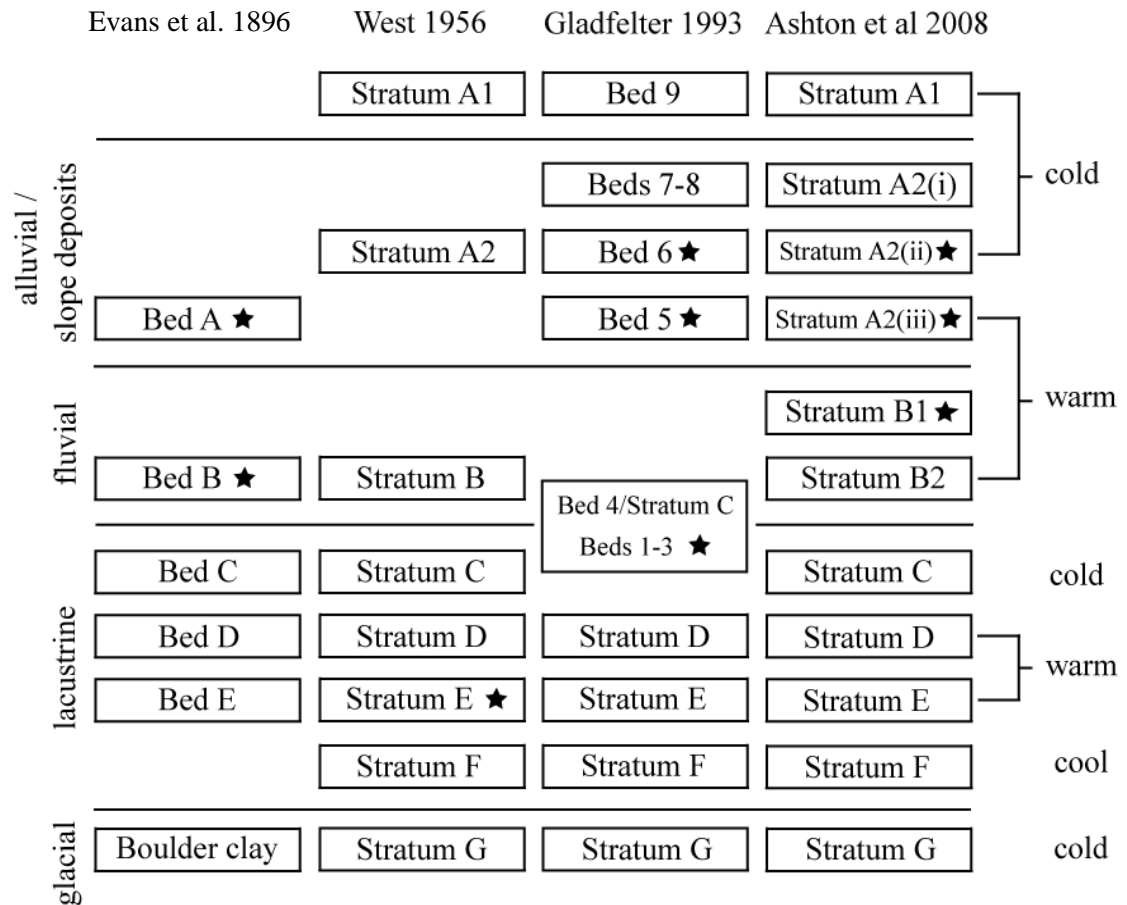 Evans et al. 1896 West 1956 Gladfelter 1993 Ashton et al 2008
Stratum A1 Bed 9 Stratum A1
cold
alluvial /
slope deposits
Beds 7-8 Stratum A2(i)
Stratum A2 Bed 6 ★ Stratum A2(ii) ★
Bed A ★ Bed 5 ★ Stratum A2(iii) ★
warm
fluvial
Stratum B1 ★
Bed B ★ Stratum B Stratum B2
Bed 4/Stratum C
Beds 1-3 ★
lacustrine
Bed C Stratum C Stratum C cold
Bed D Stratum D Stratum D Stratum D
warm
Bed E Stratum E ★ Stratum E Stratum E
Stratum F Stratum F Stratum F cool
glacial
Boulder clay Stratum G Stratum G Stratum G cold